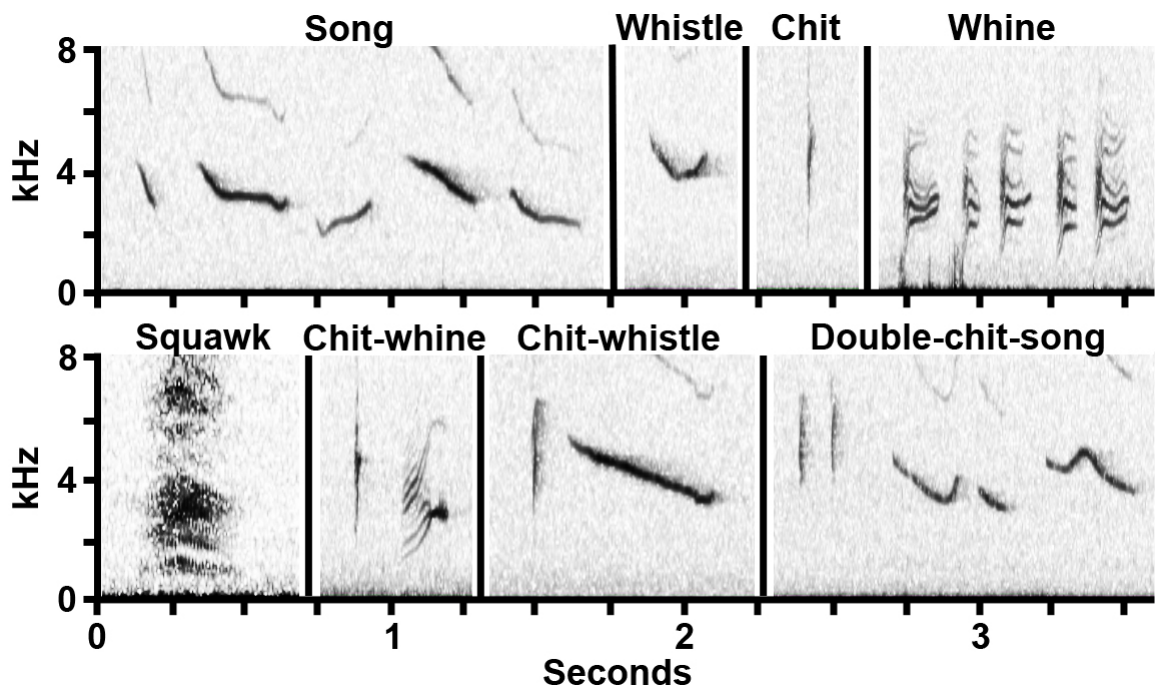 Song Whistle Chit Whine
8
4
0
kHz
Squawk Chit-whine Chit-whistle Double-chit-song
8
4
0
kHz
0 1 2 3
Seconds